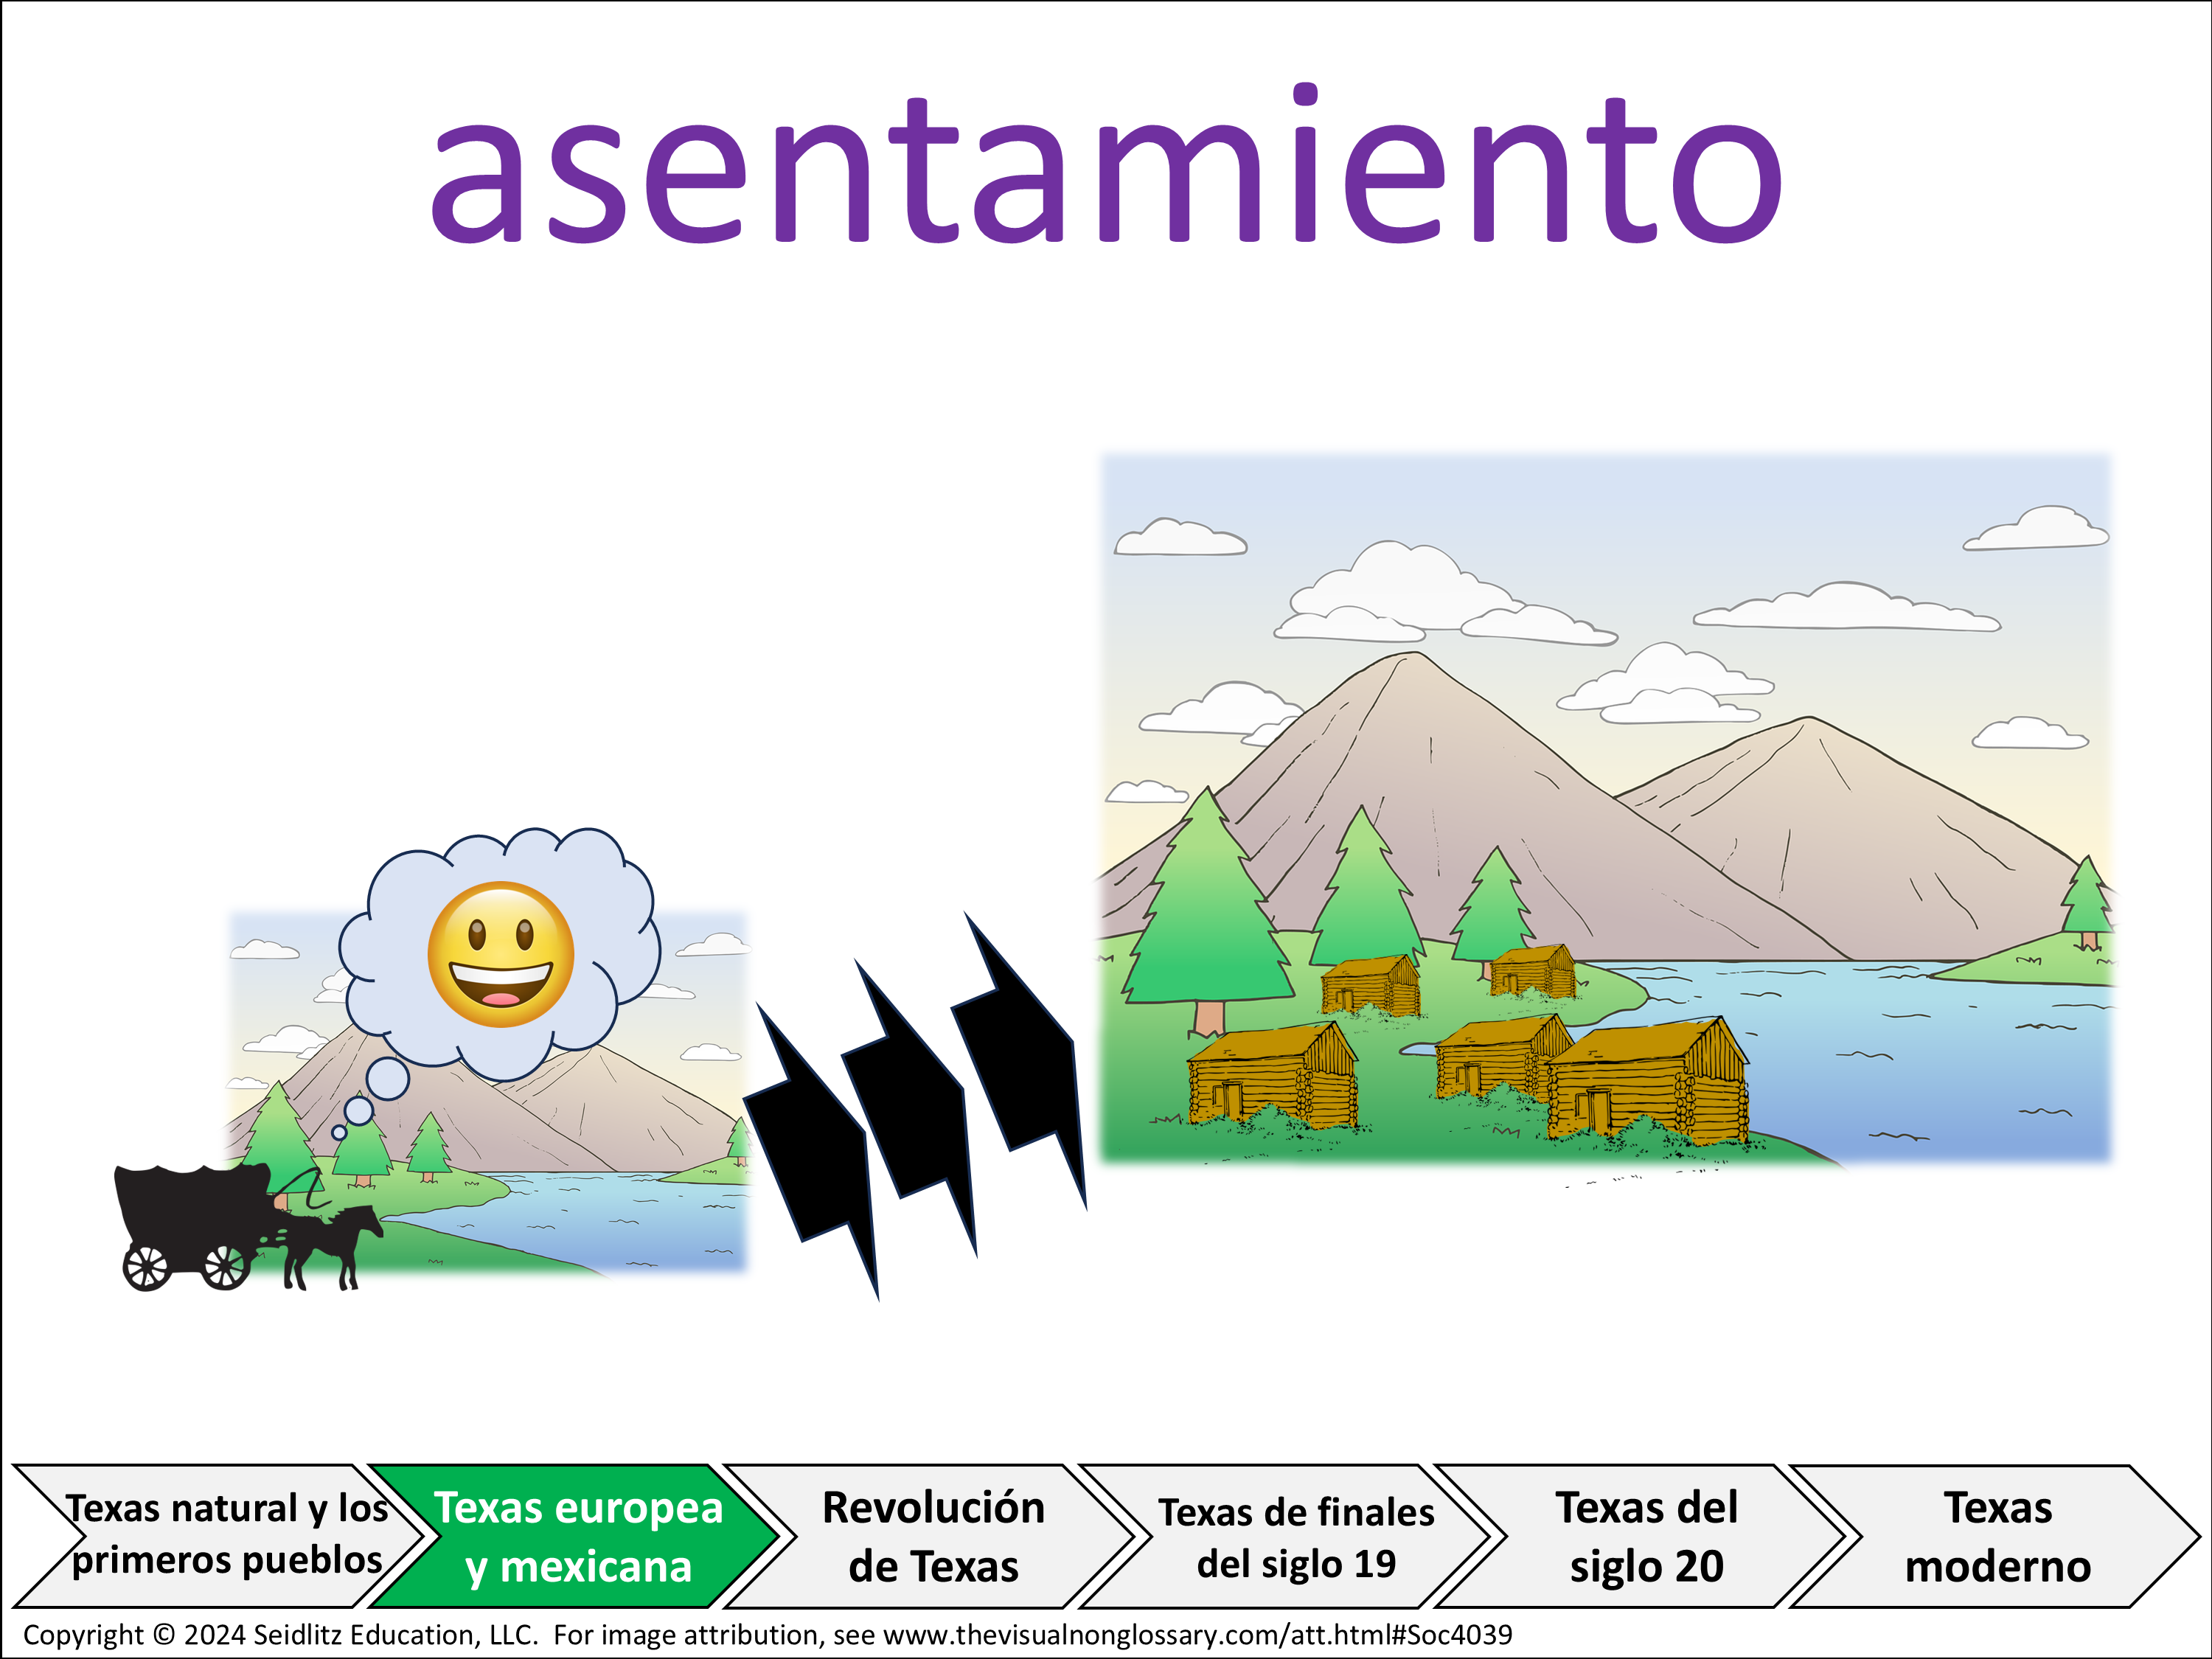 asentamiento
Texas natural y los
primeros pueblos
Texas europea
y mexicana
Revolución
de Texas
Texas de finales
del siglo 19
Texas del
siglo 20
Texas
moderno
Copyright © 2024 Seidlitz Education, LLC.  For image attribution, see www.thevisualnonglossary.com/att.html#Soc4039